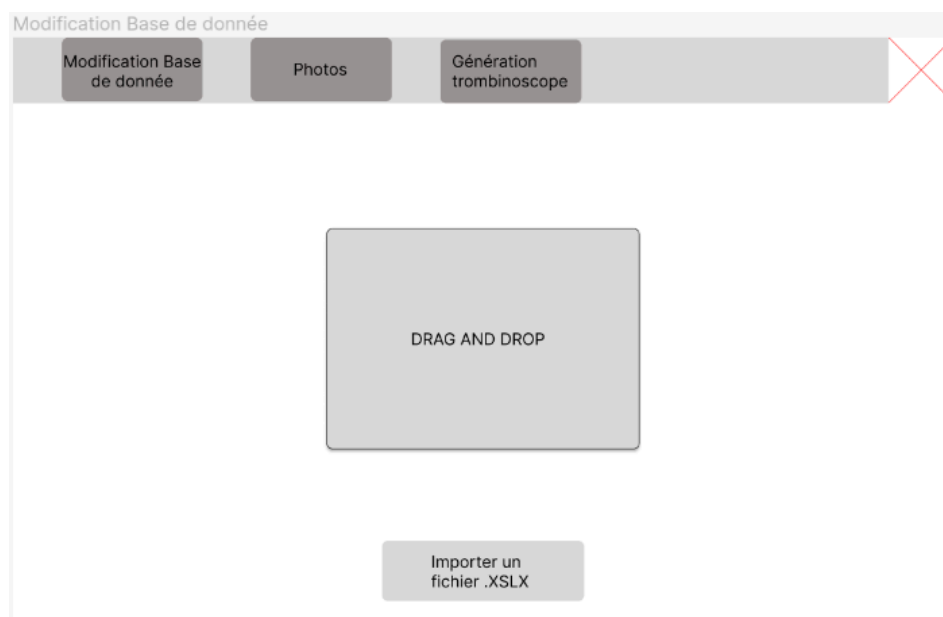 Modification Base de donnée
Modification Base
de donnée
Photos
Génération
trombinoscope
DRAG AND DROP
Importer un
fichier .XSLX